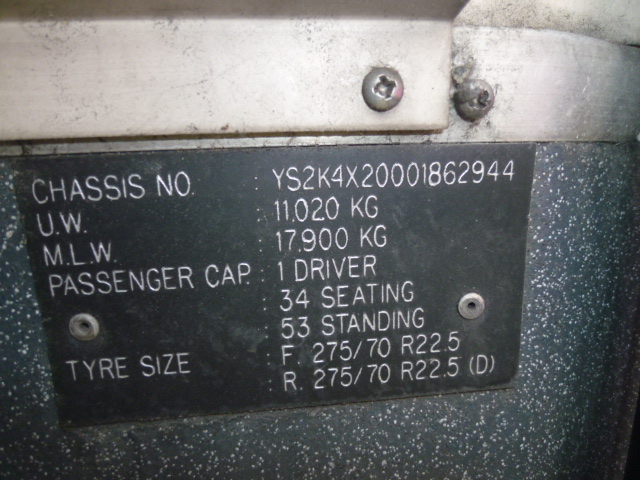 CHASSIS NO. : YS2K4X20001862944
U.W. : 11.020 KG
M.L.W. : 17.900 KG
PASSENGER CAP. : 1 DRIVER
: 34 SEATING
: 53 STANDING
TYRE SIZE : F. 275/70 R22.5
: R. 275/70 R22.5 (D)